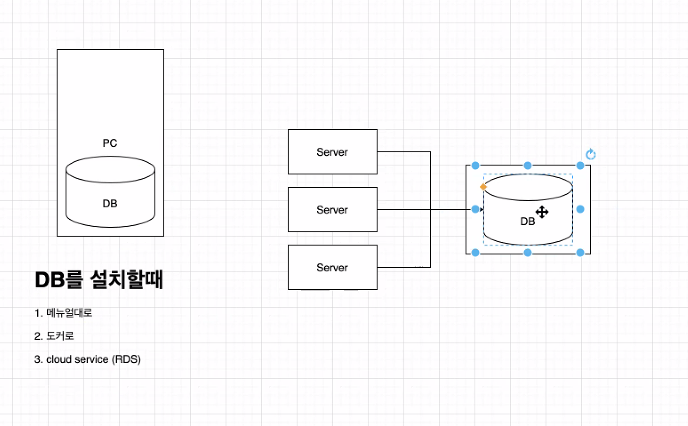 PC
DB
Server
Server
Server
DB
DB를 설치할때
1. 메뉴얼대로
2. 도커로
3. cloud service (RDS)